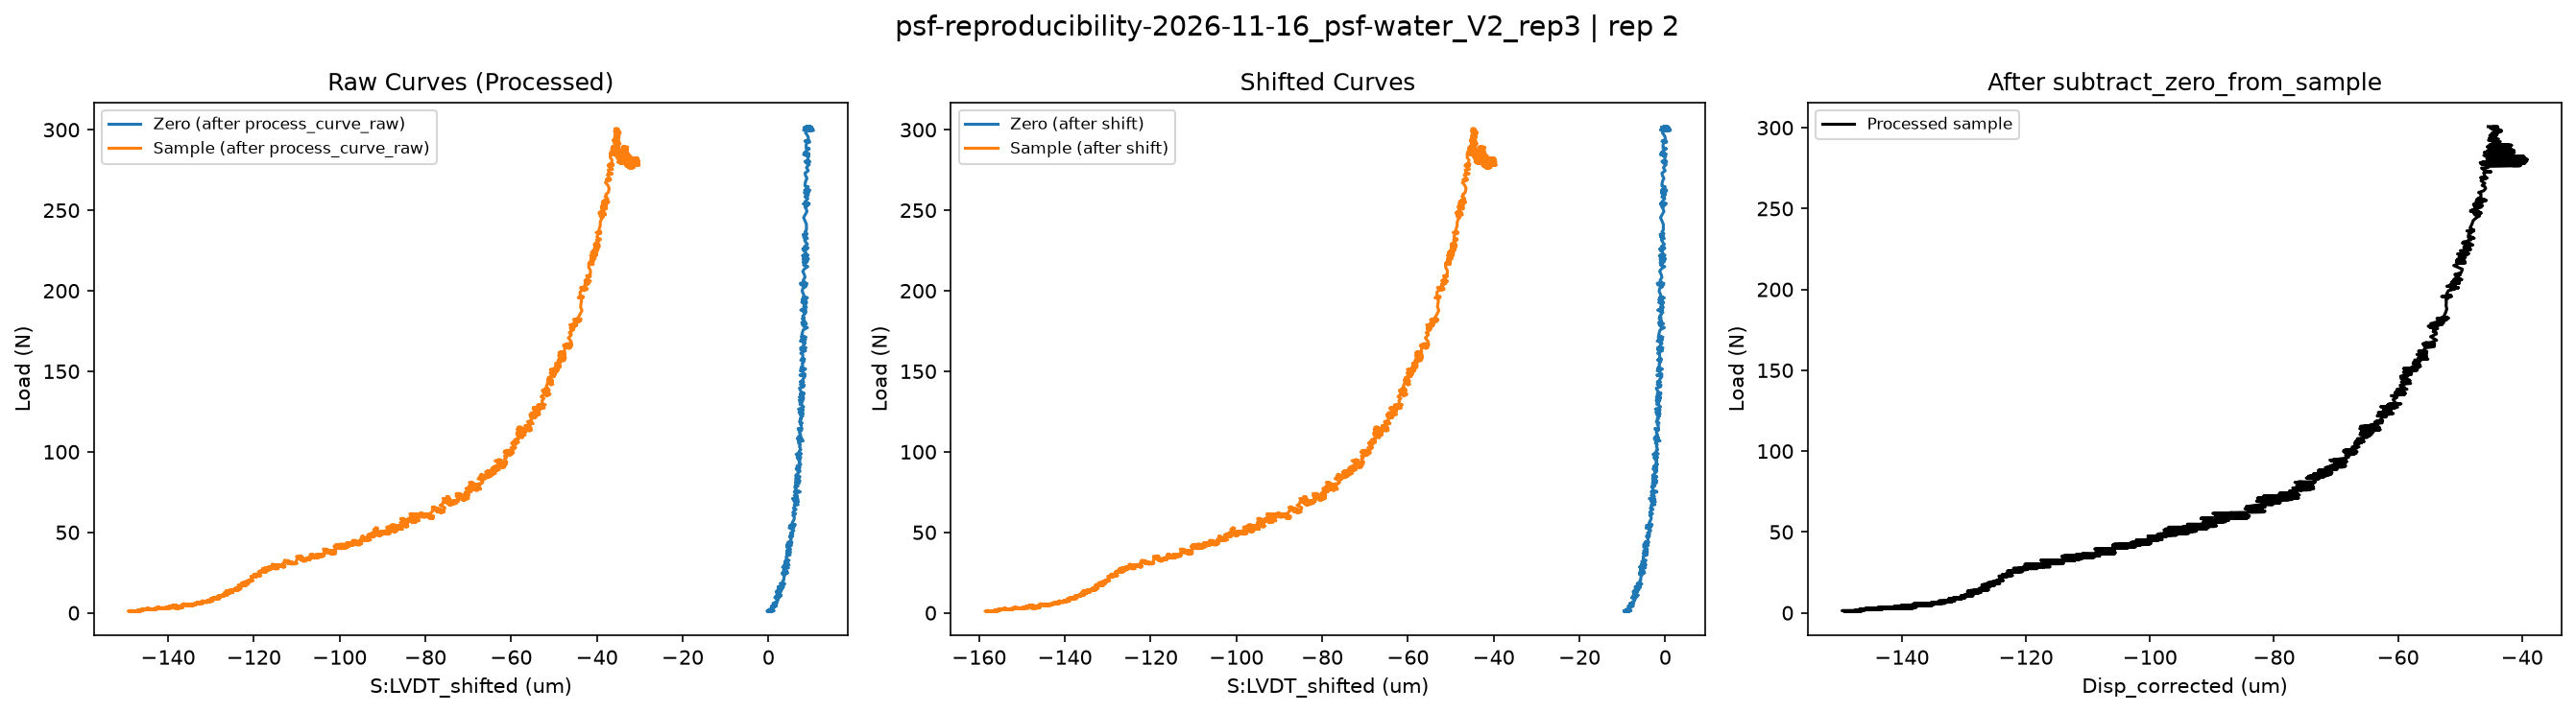 psf-reproducibility-2026-11-16_psf-water_V2_rep3 | rep 2
Raw Curves (Processed)
Zero (after process_curve_raw)
Sample (after process_curve_raw)
Load (N)
300
250
200
150
100
50
0
−140 −120 −100 −80 −60 −40 −20 0
S:LVDT_shifted (um)
Shifted Curves
Zero (after shift)
Sample (after shift)
Load (N)
300
250
200
150
100
50
0
−160 −140 −120 −100 −80 −60 −40 −20 0
S:LVDT_shifted (um)
After subtract_zero_from_sample
Processed sample
Load (N)
300
250
200
150
100
50
0
−140 −120 −100 −80 −60 −40
Disp_corrected (um)